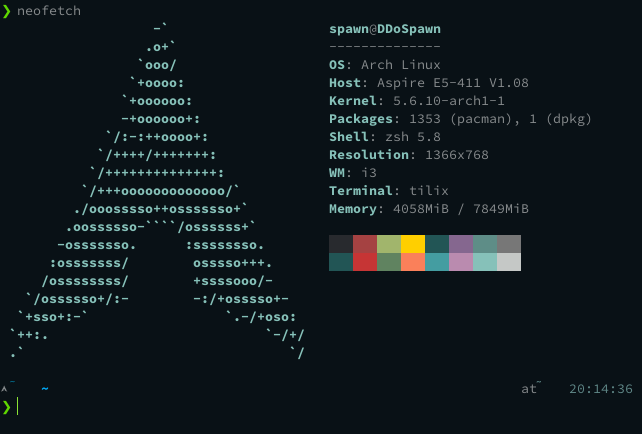 ❯ neofetch
                  -`
                 .o+`
                `ooo/
               `+oooo:
              `+oooooo:
              -+oooooo+:
            `/:-:++oooo+:
           `/++++/+++++++:
          `/++++++++++++++:
         `/+++ooooooooooooo/`
        ./ooosssso++osssssso+`
       .oossssso-````/ossssss+`
      -osssssso.      :ssssssso.
     :osssssss/        osssso+++.
    /ossssssss/        +ssssooo/-
  `/ossssso+/:-        -:/+osssso+-
 `+sso+:-`                 `.-/+oso:
`++:.                           `-/+/
.`                                 `/
spawn@DDoSpawn
--------------
OS: Arch Linux
Host: Aspire E5-411 V1.08
Kernel: 5.6.10-arch1-1
Packages: 1353 (pacman), 1 (dpkg)
Shell: zsh 5.8
Resolution: 1366x768
WM: i3
Terminal: tilix
Memory: 4058MiB / 7849MiB
~ at 20:14:36
❯